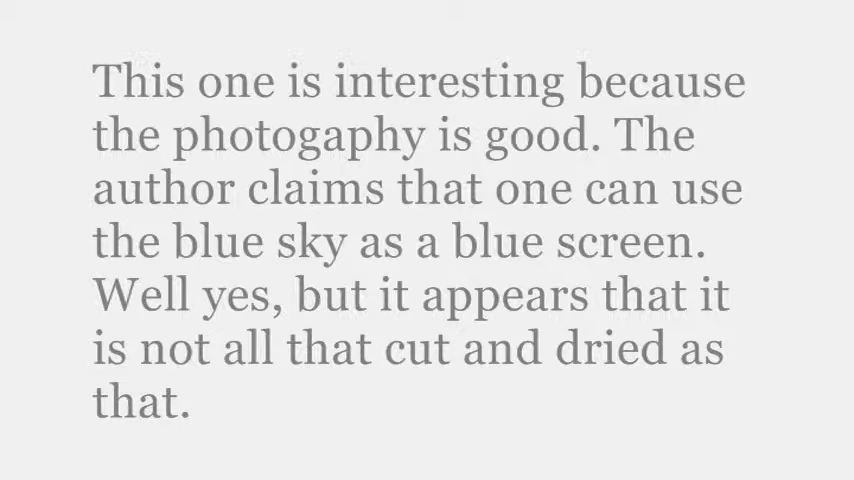 This one is interesting because
the photogaphy is good. The
author claims that one can use
the blue sky as a blue screen.
Well yes, but it appears that it
is not all that cut and dried as
that.